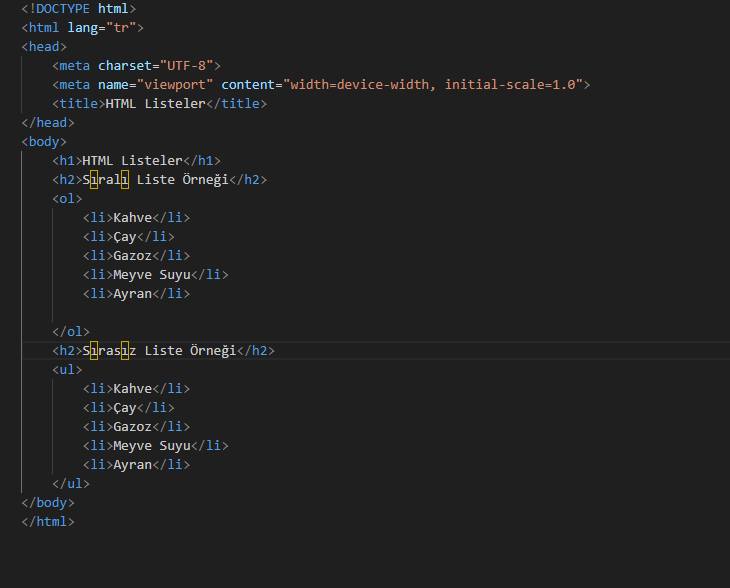 <!DOCTYPE html>
<html lang="tr">
<head>
    <meta charset="UTF-8">
    <meta name="viewport" content="width=device-width, initial-scale=1.0">
    <title>HTML Listeler</title>
</head>
<body>
    <h1>HTML Listeler</h1>
    <h2>Sıralı Liste Örneği</h2>
    <ol>
        <li>Kahve</li>
        <li>Çay</li>
        <li>Gazoz</li>
        <li>Meyve Suyu</li>
        <li>Ayran</li>
    </ol>
    <h2>Sırasız Liste Örneği</h2>
    <ul>
        <li>Kahve</li>
        <li>Çay</li>
        <li>Gazoz</li>
        <li>Meyve Suyu</li>
        <li>Ayran</li>
    </ul>
</body>
</html>